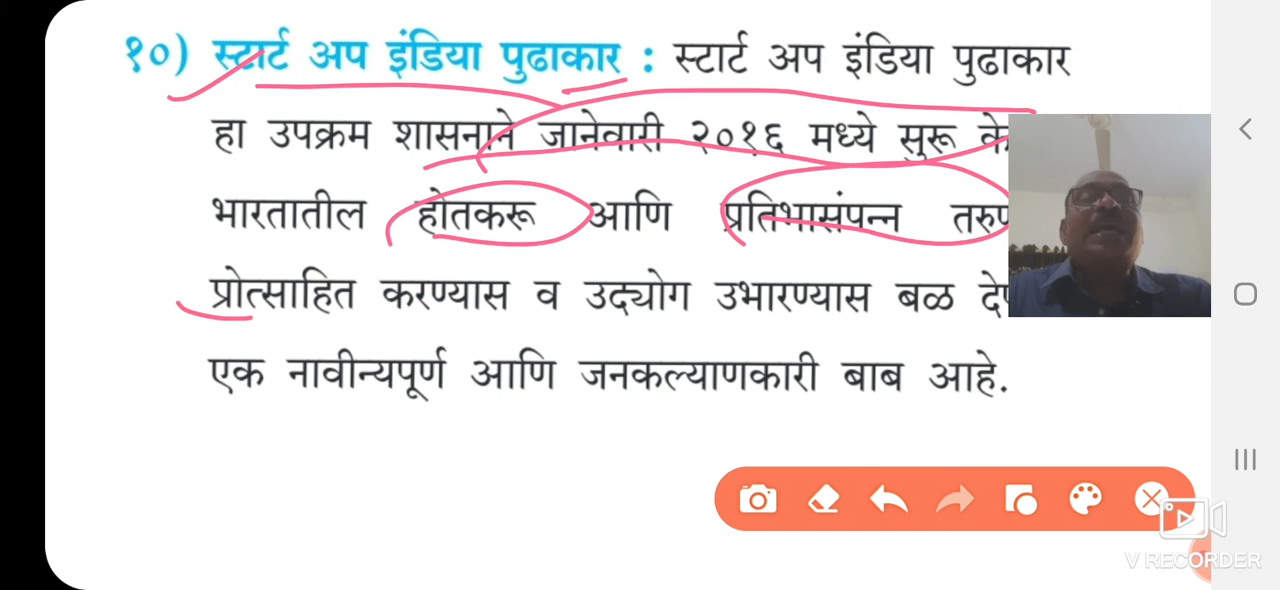 १०) स्टार्ट अप इंडिया पुढाकार : स्टार्ट अप इंडिया पुढाकार
हा उपक्रम शासनाने जानेवारी २०१६ मध्ये सुरू के
भारतातील होतकरू आणि प्रतिभासंपन्न तरु
प्रोत्साहित करण्यास व उद्योग उभारण्यास बळ दे
एक नावीन्यपूर्ण आणि जनकल्याणकारी बाब आहे.
V RECORDER